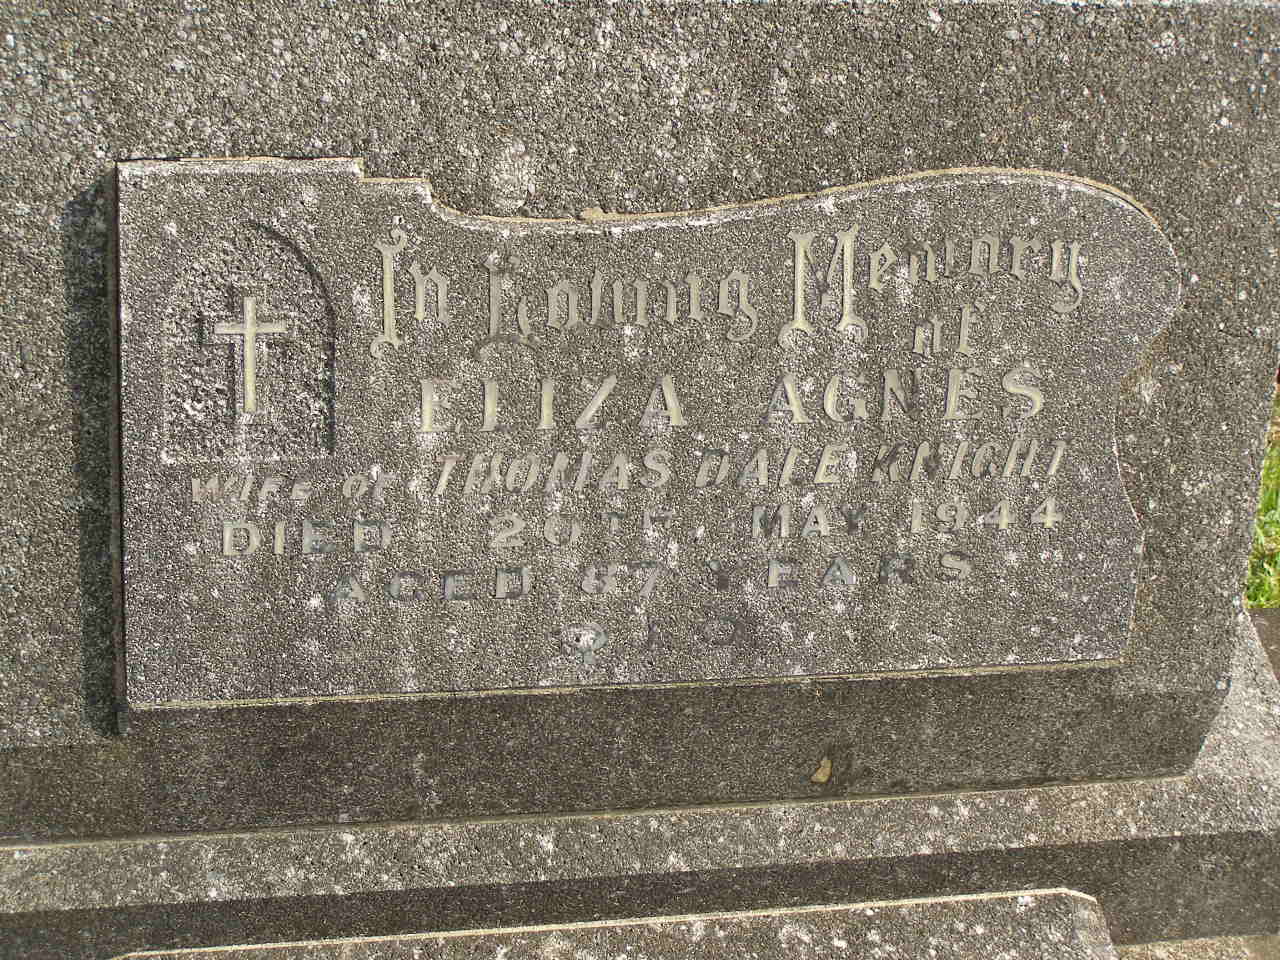 In Loving Memory
of
ELIZA AGNES
WIFE OF THOMAS DALE KNIGHT
DIED 20TH MAY 1944
AGED 87 YEARS